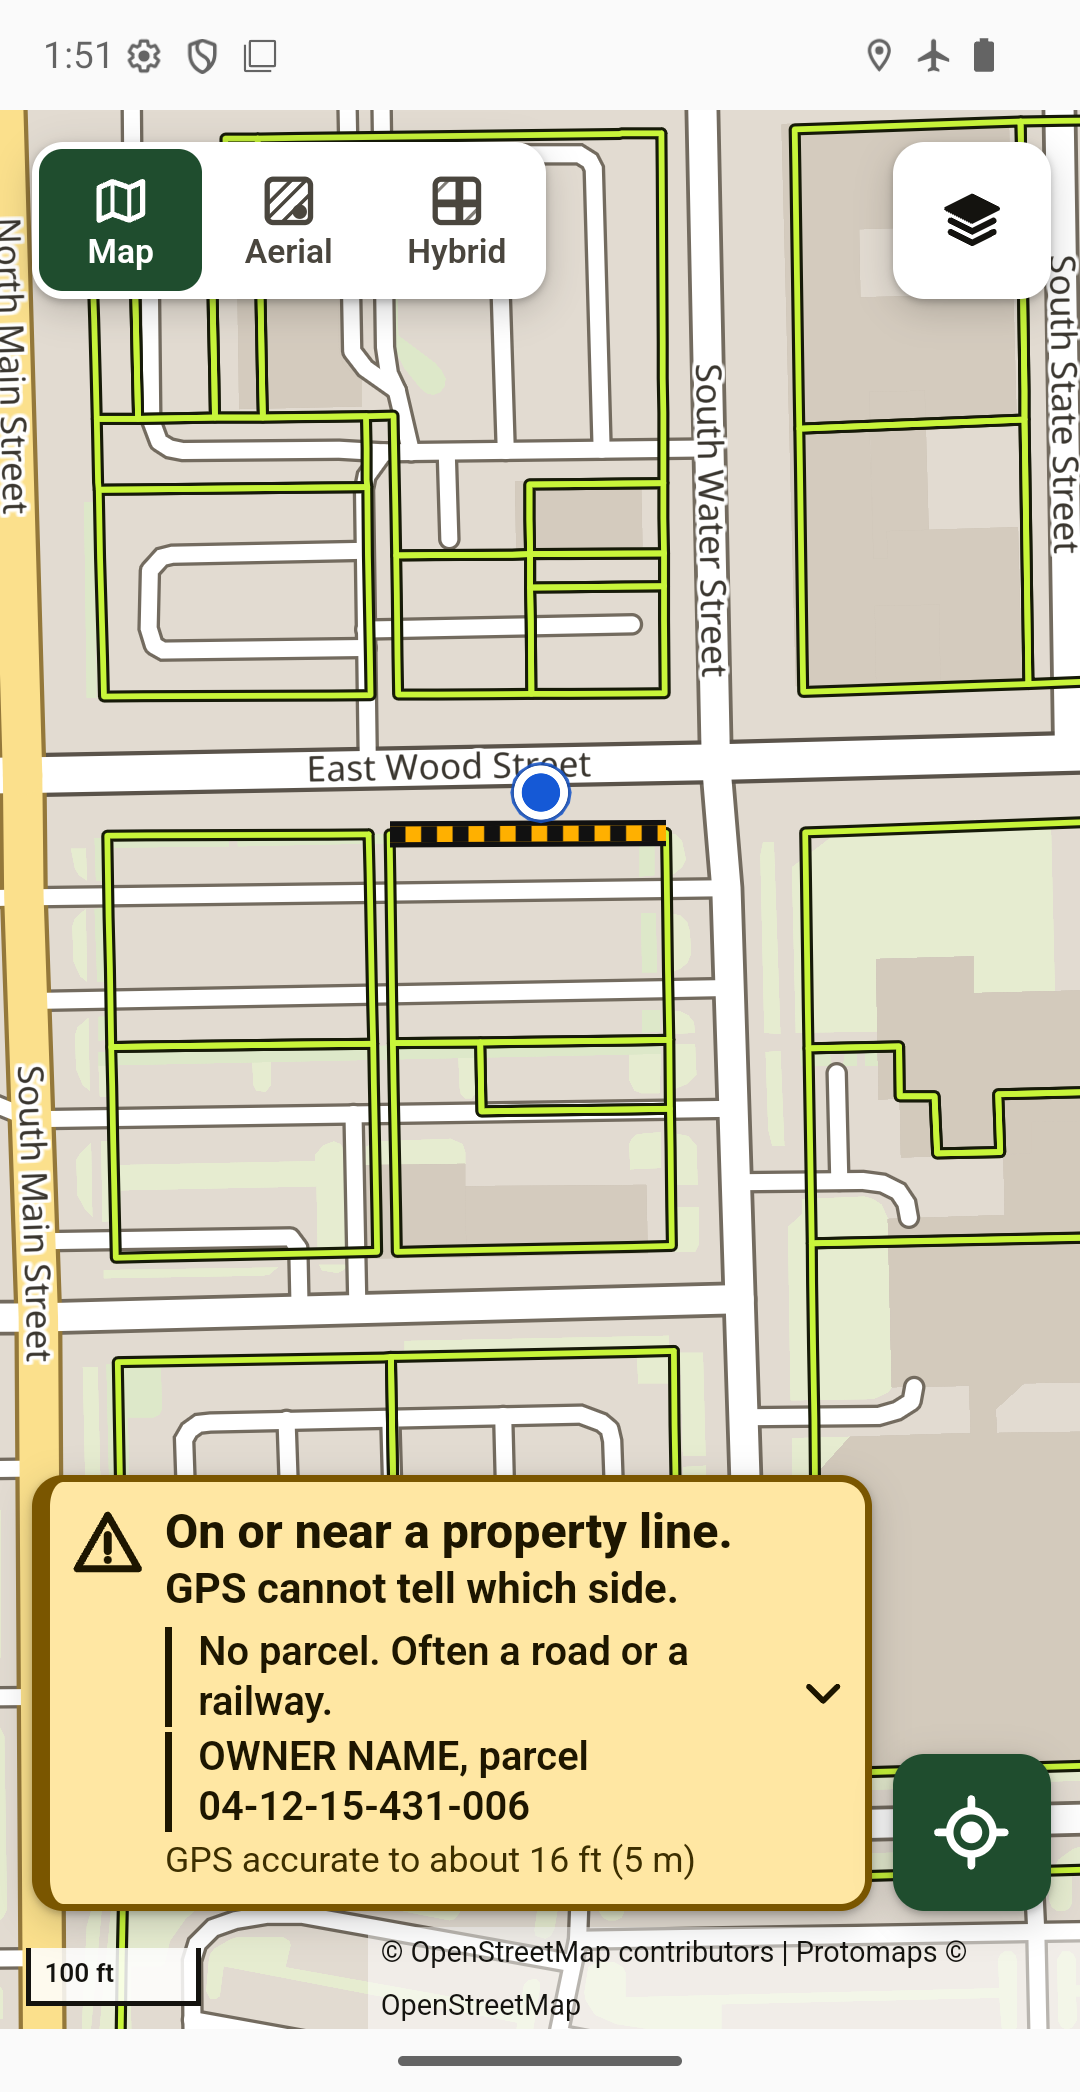 1:51
Map
Aerial
Hybrid
North Main Street
South Water Street
South State Street
East Wood Street
South Main Street
On or near a property line.
GPS cannot tell which side.
No parcel. Often a road or a
railway.
OWNER NAME, parcel
04-12-15-431-006
GPS accurate to about 16 ft (5 m)
100 ft
© OpenStreetMap contributors | Protomaps ©
OpenStreetMap